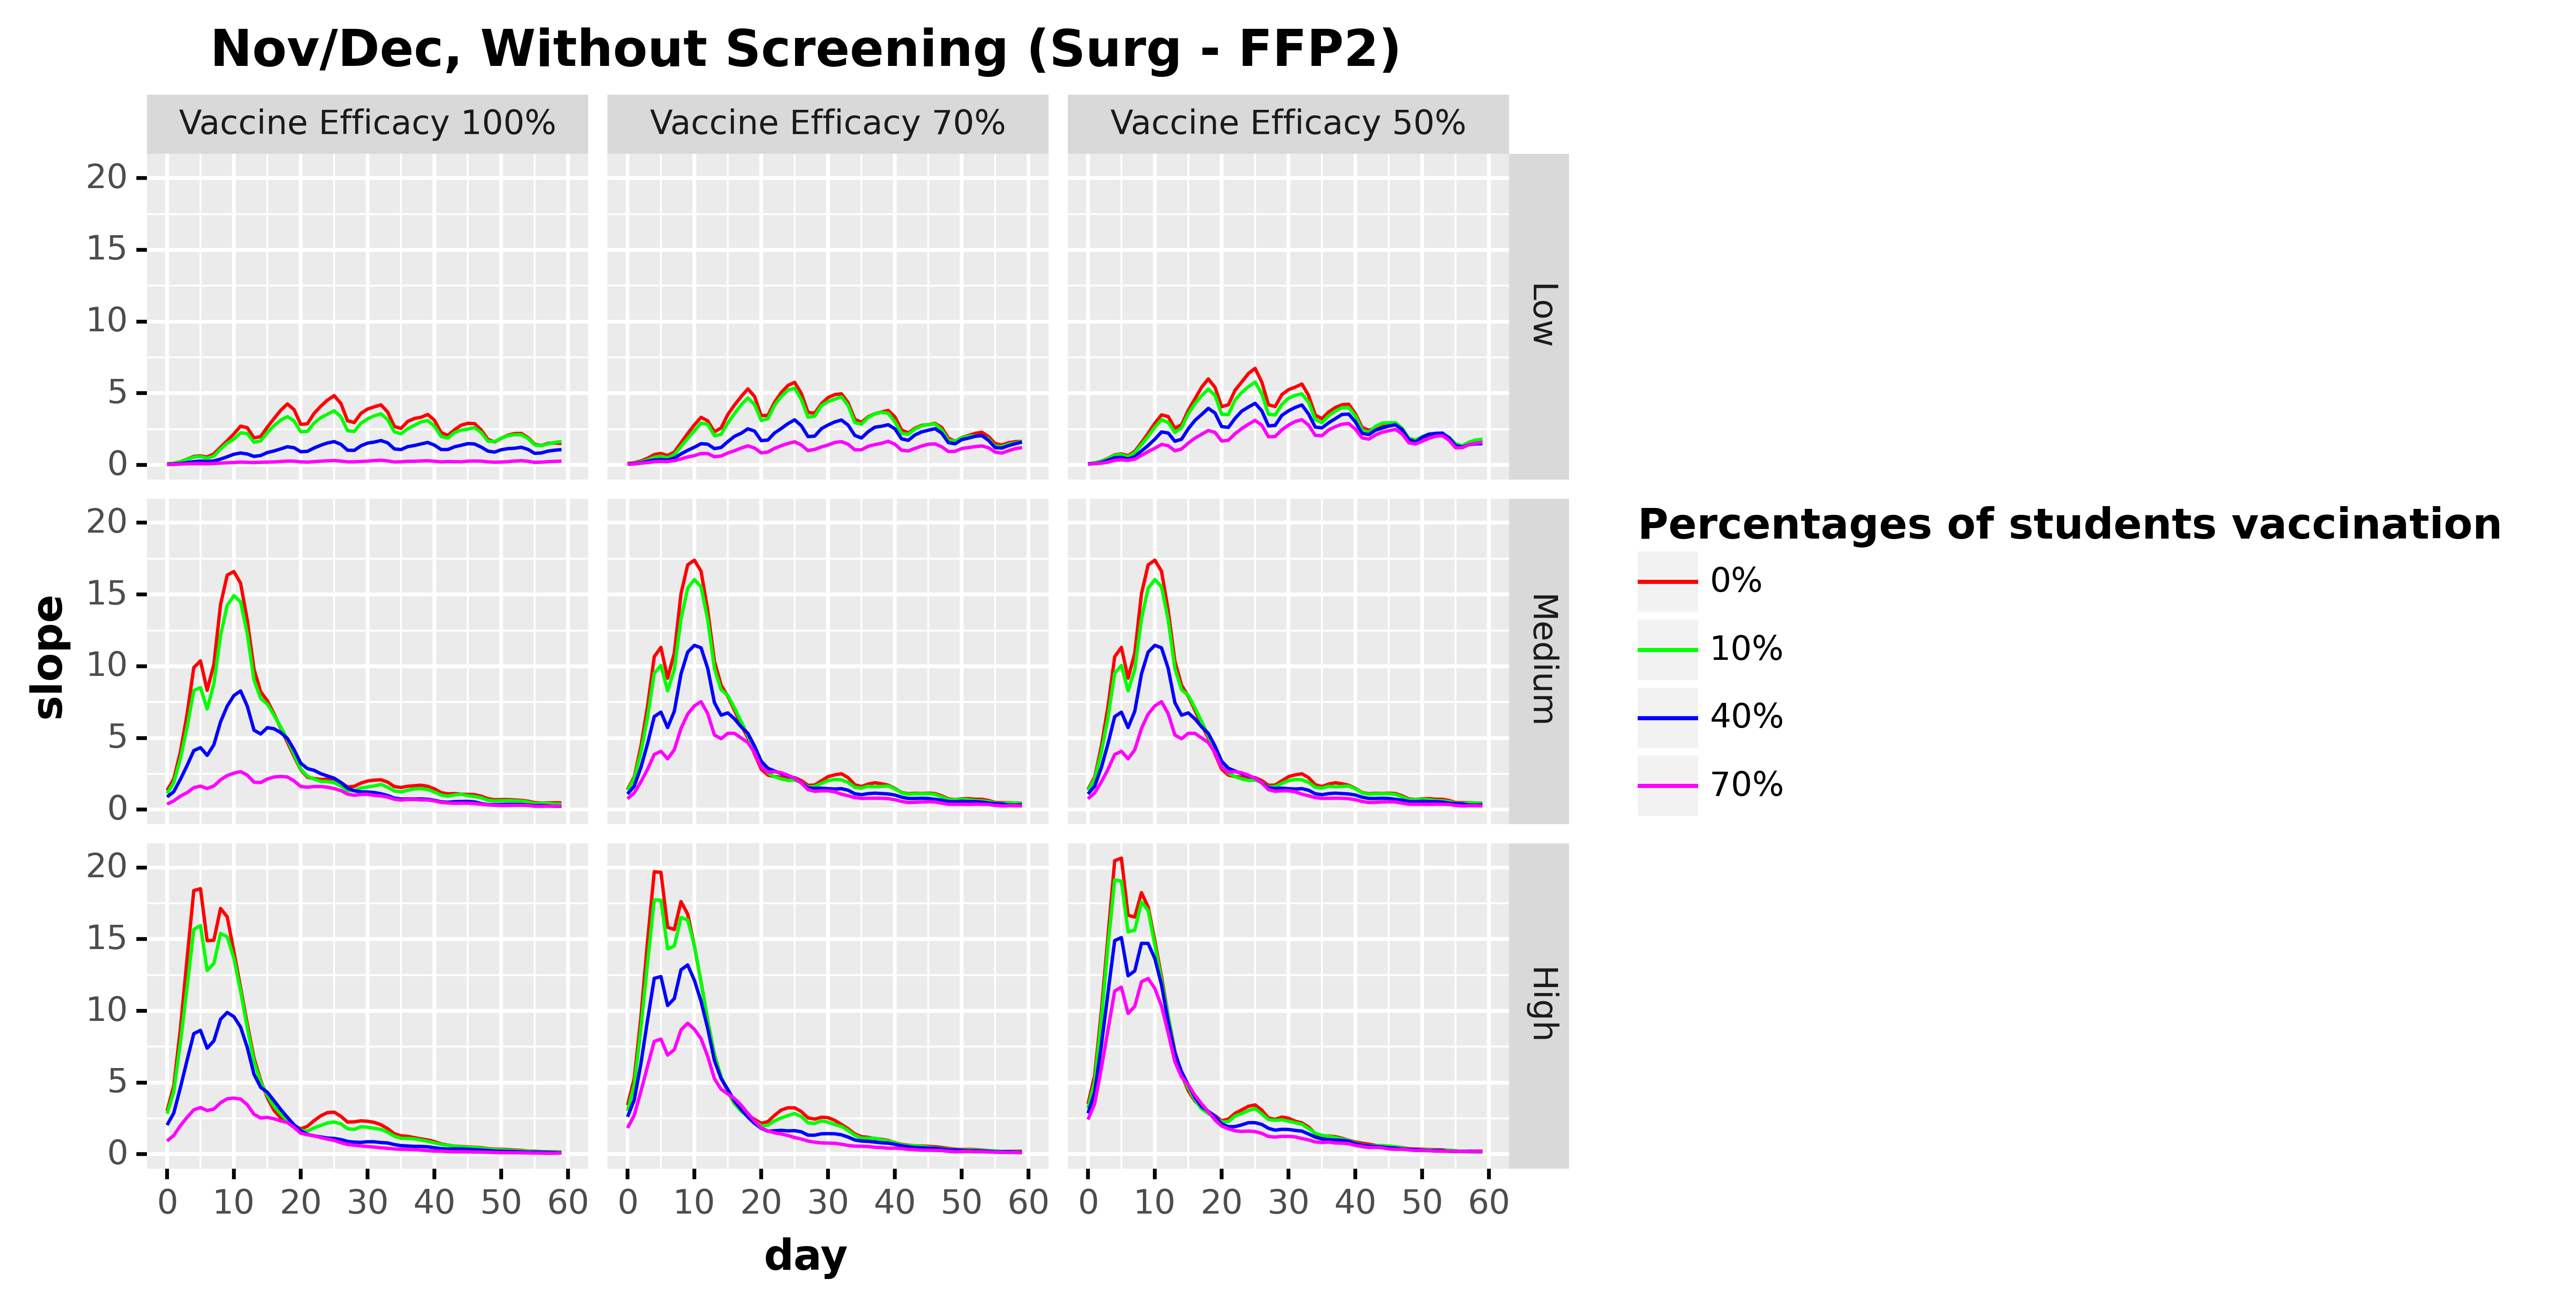 Nov/Dec, Without Screening (Surg - FFP2)
Vaccine Efficacy 100%
Vaccine Efficacy 70%
Vaccine Efficacy 50%
20
15
10
5
0
Low
20
15
10
5
0
Medium
20
15
10
5
0
High
slope
0 10 20 30 40 50 60
0 10 20 30 40 50 60
0 10 20 30 40 50 60
day
Percentages of students vaccination
0%
10%
40%
70%